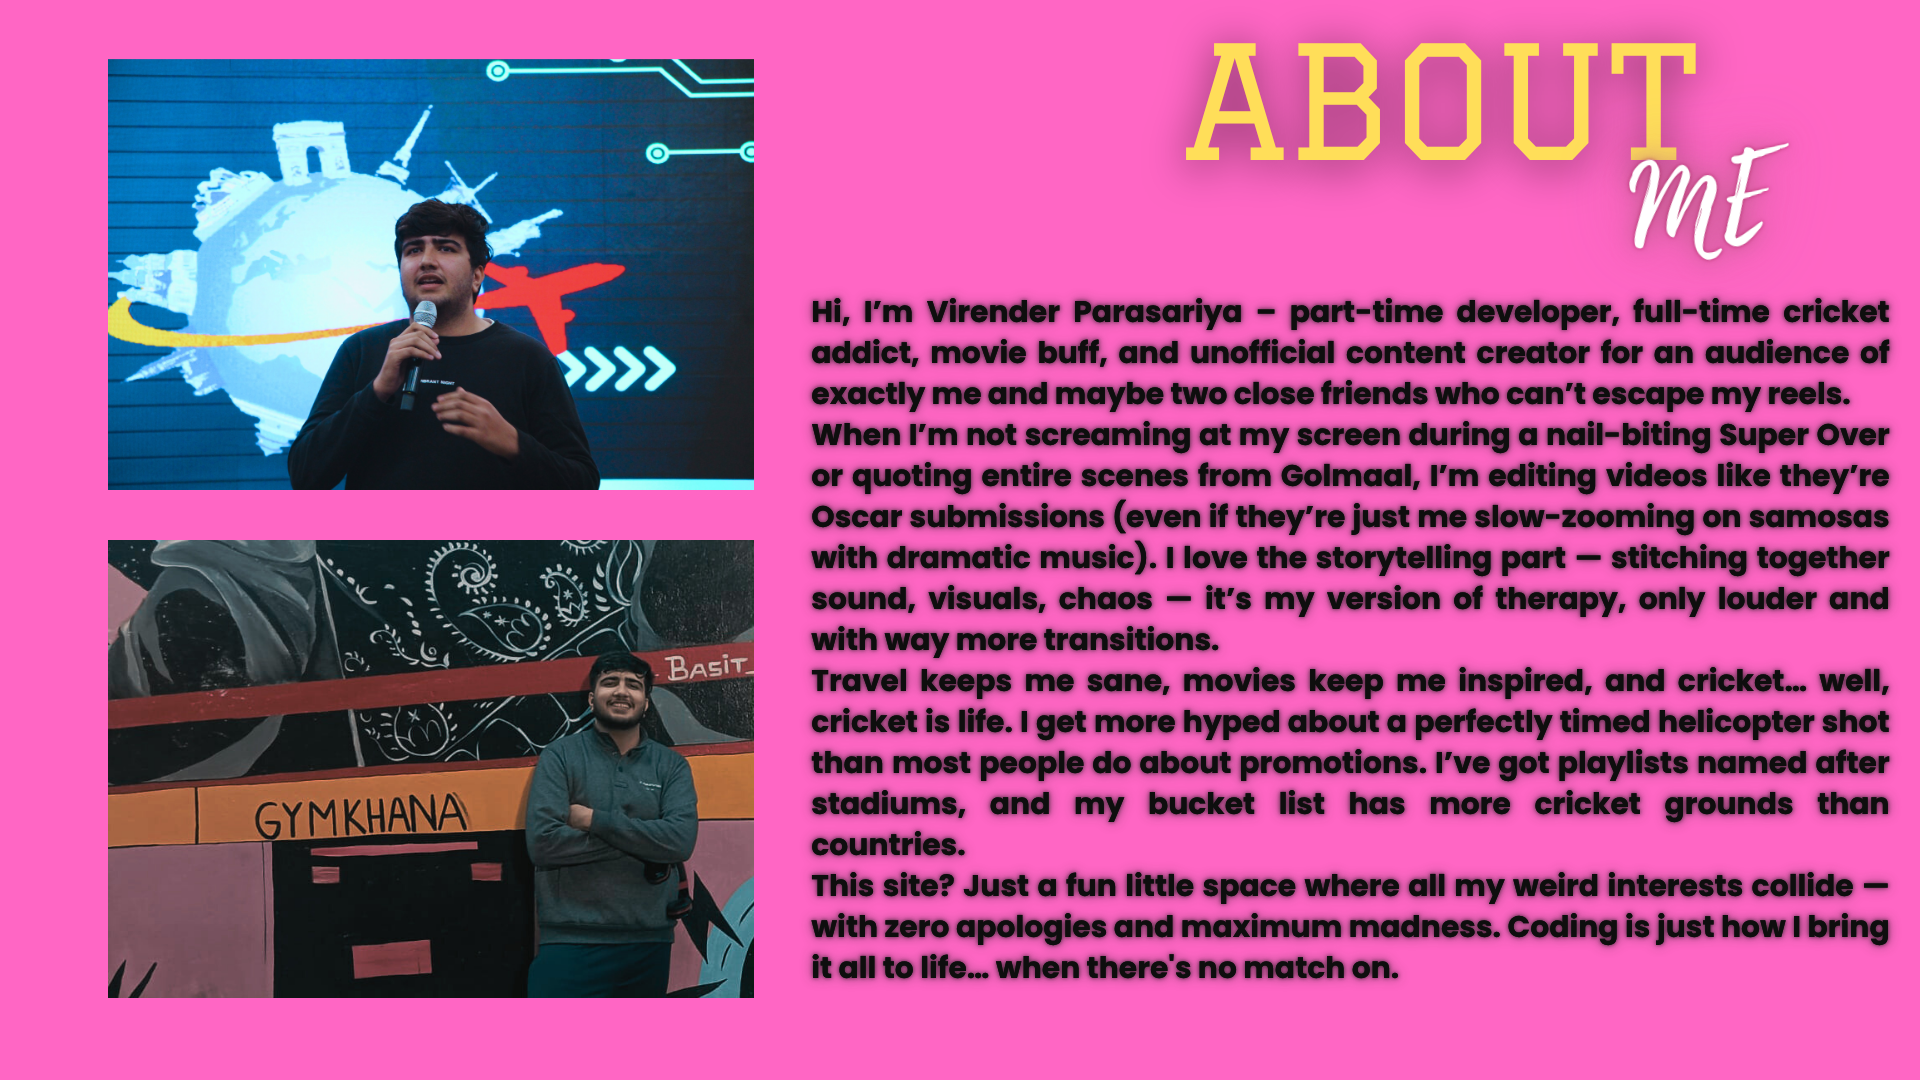 ABOUT
ME
Hi, I’m Virender Parasariya – part-time developer, full-time cricket
addict, movie buff, and unofficial content creator for an audience of
exactly me and maybe two close friends who can’t escape my reels.
When I’m not screaming at my screen during a nail-biting Super Over
or quoting entire scenes from Golmaal, I’m editing videos like they’re
Oscar submissions (even if they’re just me slow-zooming on samosas
with dramatic music). I love the storytelling part — stitching together
sound, visuals, chaos — it’s my version of therapy, only louder and
with way more transitions.
Travel keeps me sane, movies keep me inspired, and cricket… well,
cricket is life. I get more hyped about a perfectly timed helicopter shot
than most people do about promotions. I’ve got playlists named after
stadiums, and my bucket list has more cricket grounds than
countries.
This site? Just a fun little space where all my weird interests collide —
with zero apologies and maximum madness. Coding is just how I bring
it all to life… when there's no match on.
BASIT
GYMKHANA